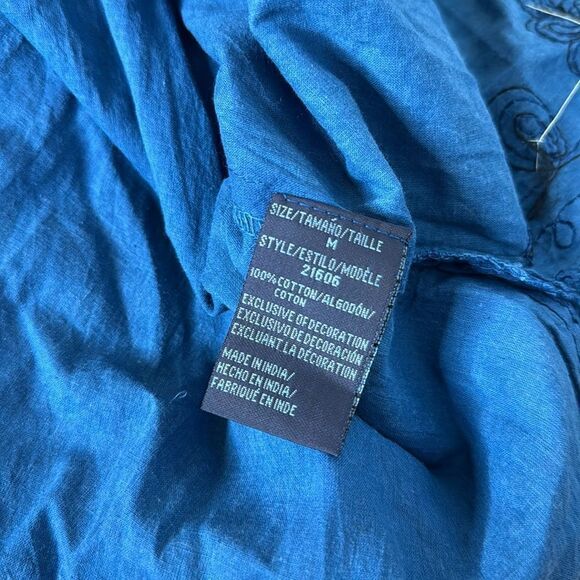 SIZE/TAMAÑO/TAILLE
M
STYLE/ESTILO/MODÈLE
21606
100% COTTON/ALGODÓN/
COTON
EXCLUSIVE OF DECORATION
EXCLUSIVO DE DECORACIÓN
EXCLUANT LA DÉCORATION
MADE IN INDIA/
HECHO EN INDIA/
FABRIQUÉ EN INDE